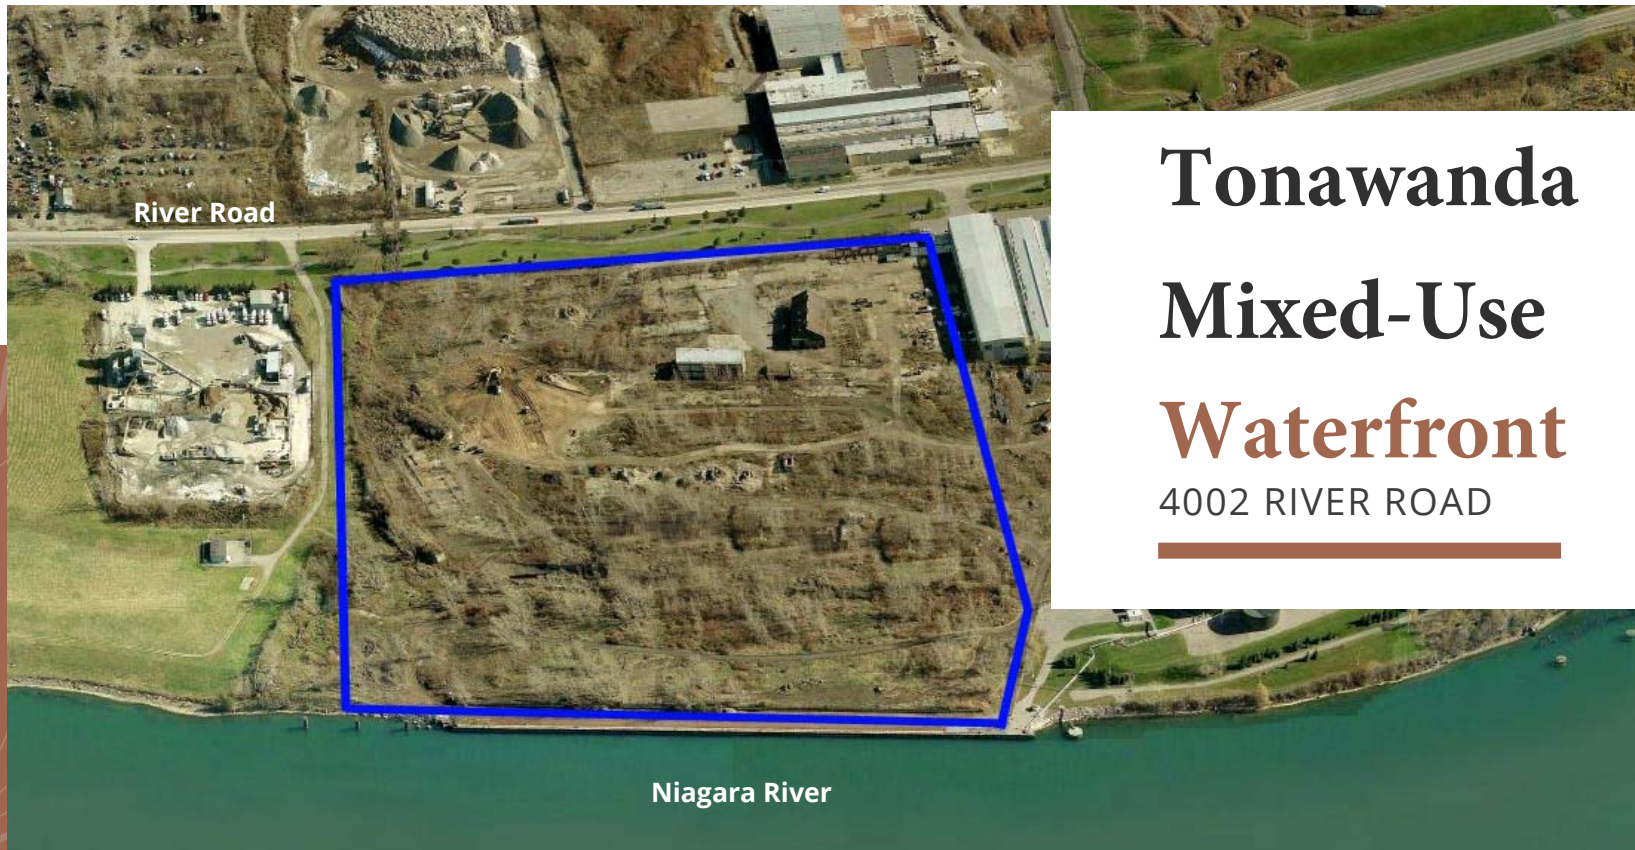 River Road
Tonawanda
Mixed-Use
Waterfront
4002 RIVER ROAD
Niagara River